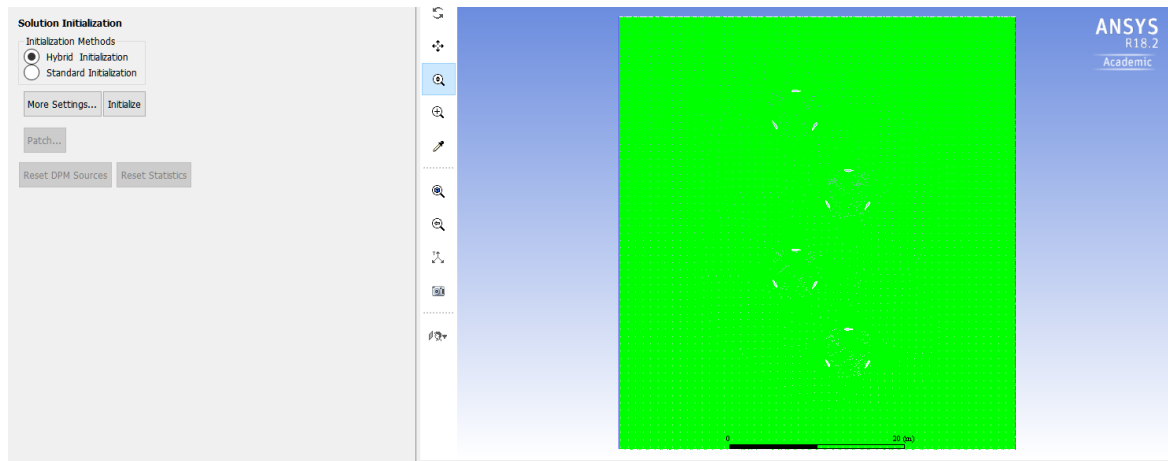 Solution Initialization
Initialization Methods
Hybrid Initialization
Standard Initialization
More Settings... Initialize
Patch...
Reset DPM Sources Reset Statistics
ANSYS
R18.2
Academic
0 20 (m)